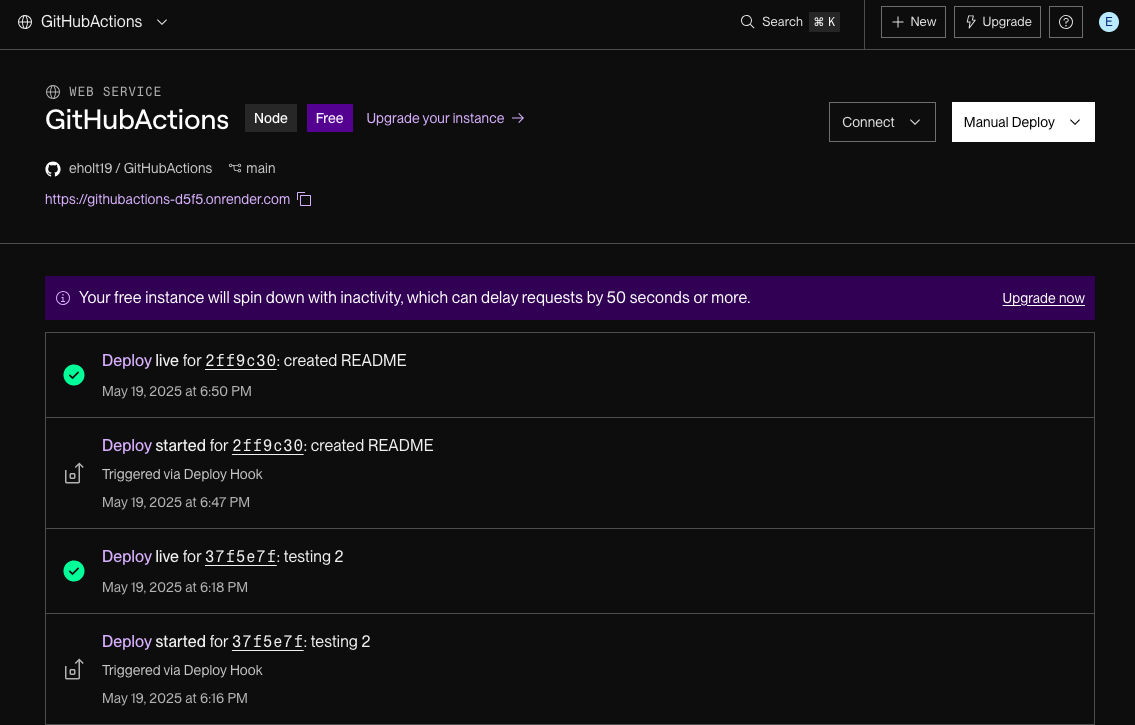 GitHubActions
Search ⌘ K
New
Upgrade
E
WEB SERVICE
GitHubActions Node Free Upgrade your instance →
Connect
Manual Deploy
eholt19 / GitHubActions main
https://githubactions-d5f5.onrender.com
Your free instance will spin down with inactivity, which can delay requests by 50 seconds or more. Upgrade now
Deploy live for 2ff9c30: created README
May 19, 2025 at 6:50 PM
Deploy started for 2ff9c30: created README
Triggered via Deploy Hook
May 19, 2025 at 6:47 PM
Deploy live for 37f5e7f: testing 2
May 19, 2025 at 6:18 PM
Deploy started for 37f5e7f: testing 2
Triggered via Deploy Hook
May 19, 2025 at 6:16 PM